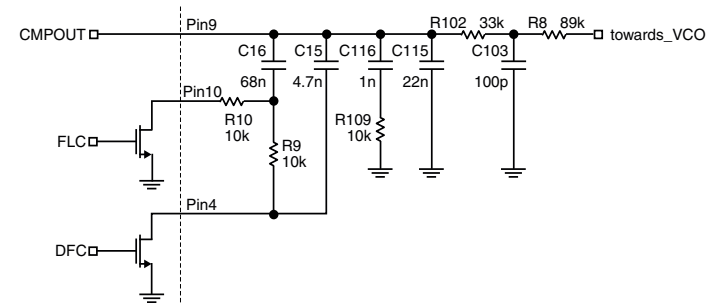 CMPOUT
Pin9
R102 33k
R8 89k
towards_VCO
C16
68n
C15
4.7n
C116
1n
C115
22n
C103
100p
Pin10
R10
10k
R109
10k
FLC
R9
10k
Pin4
DFC